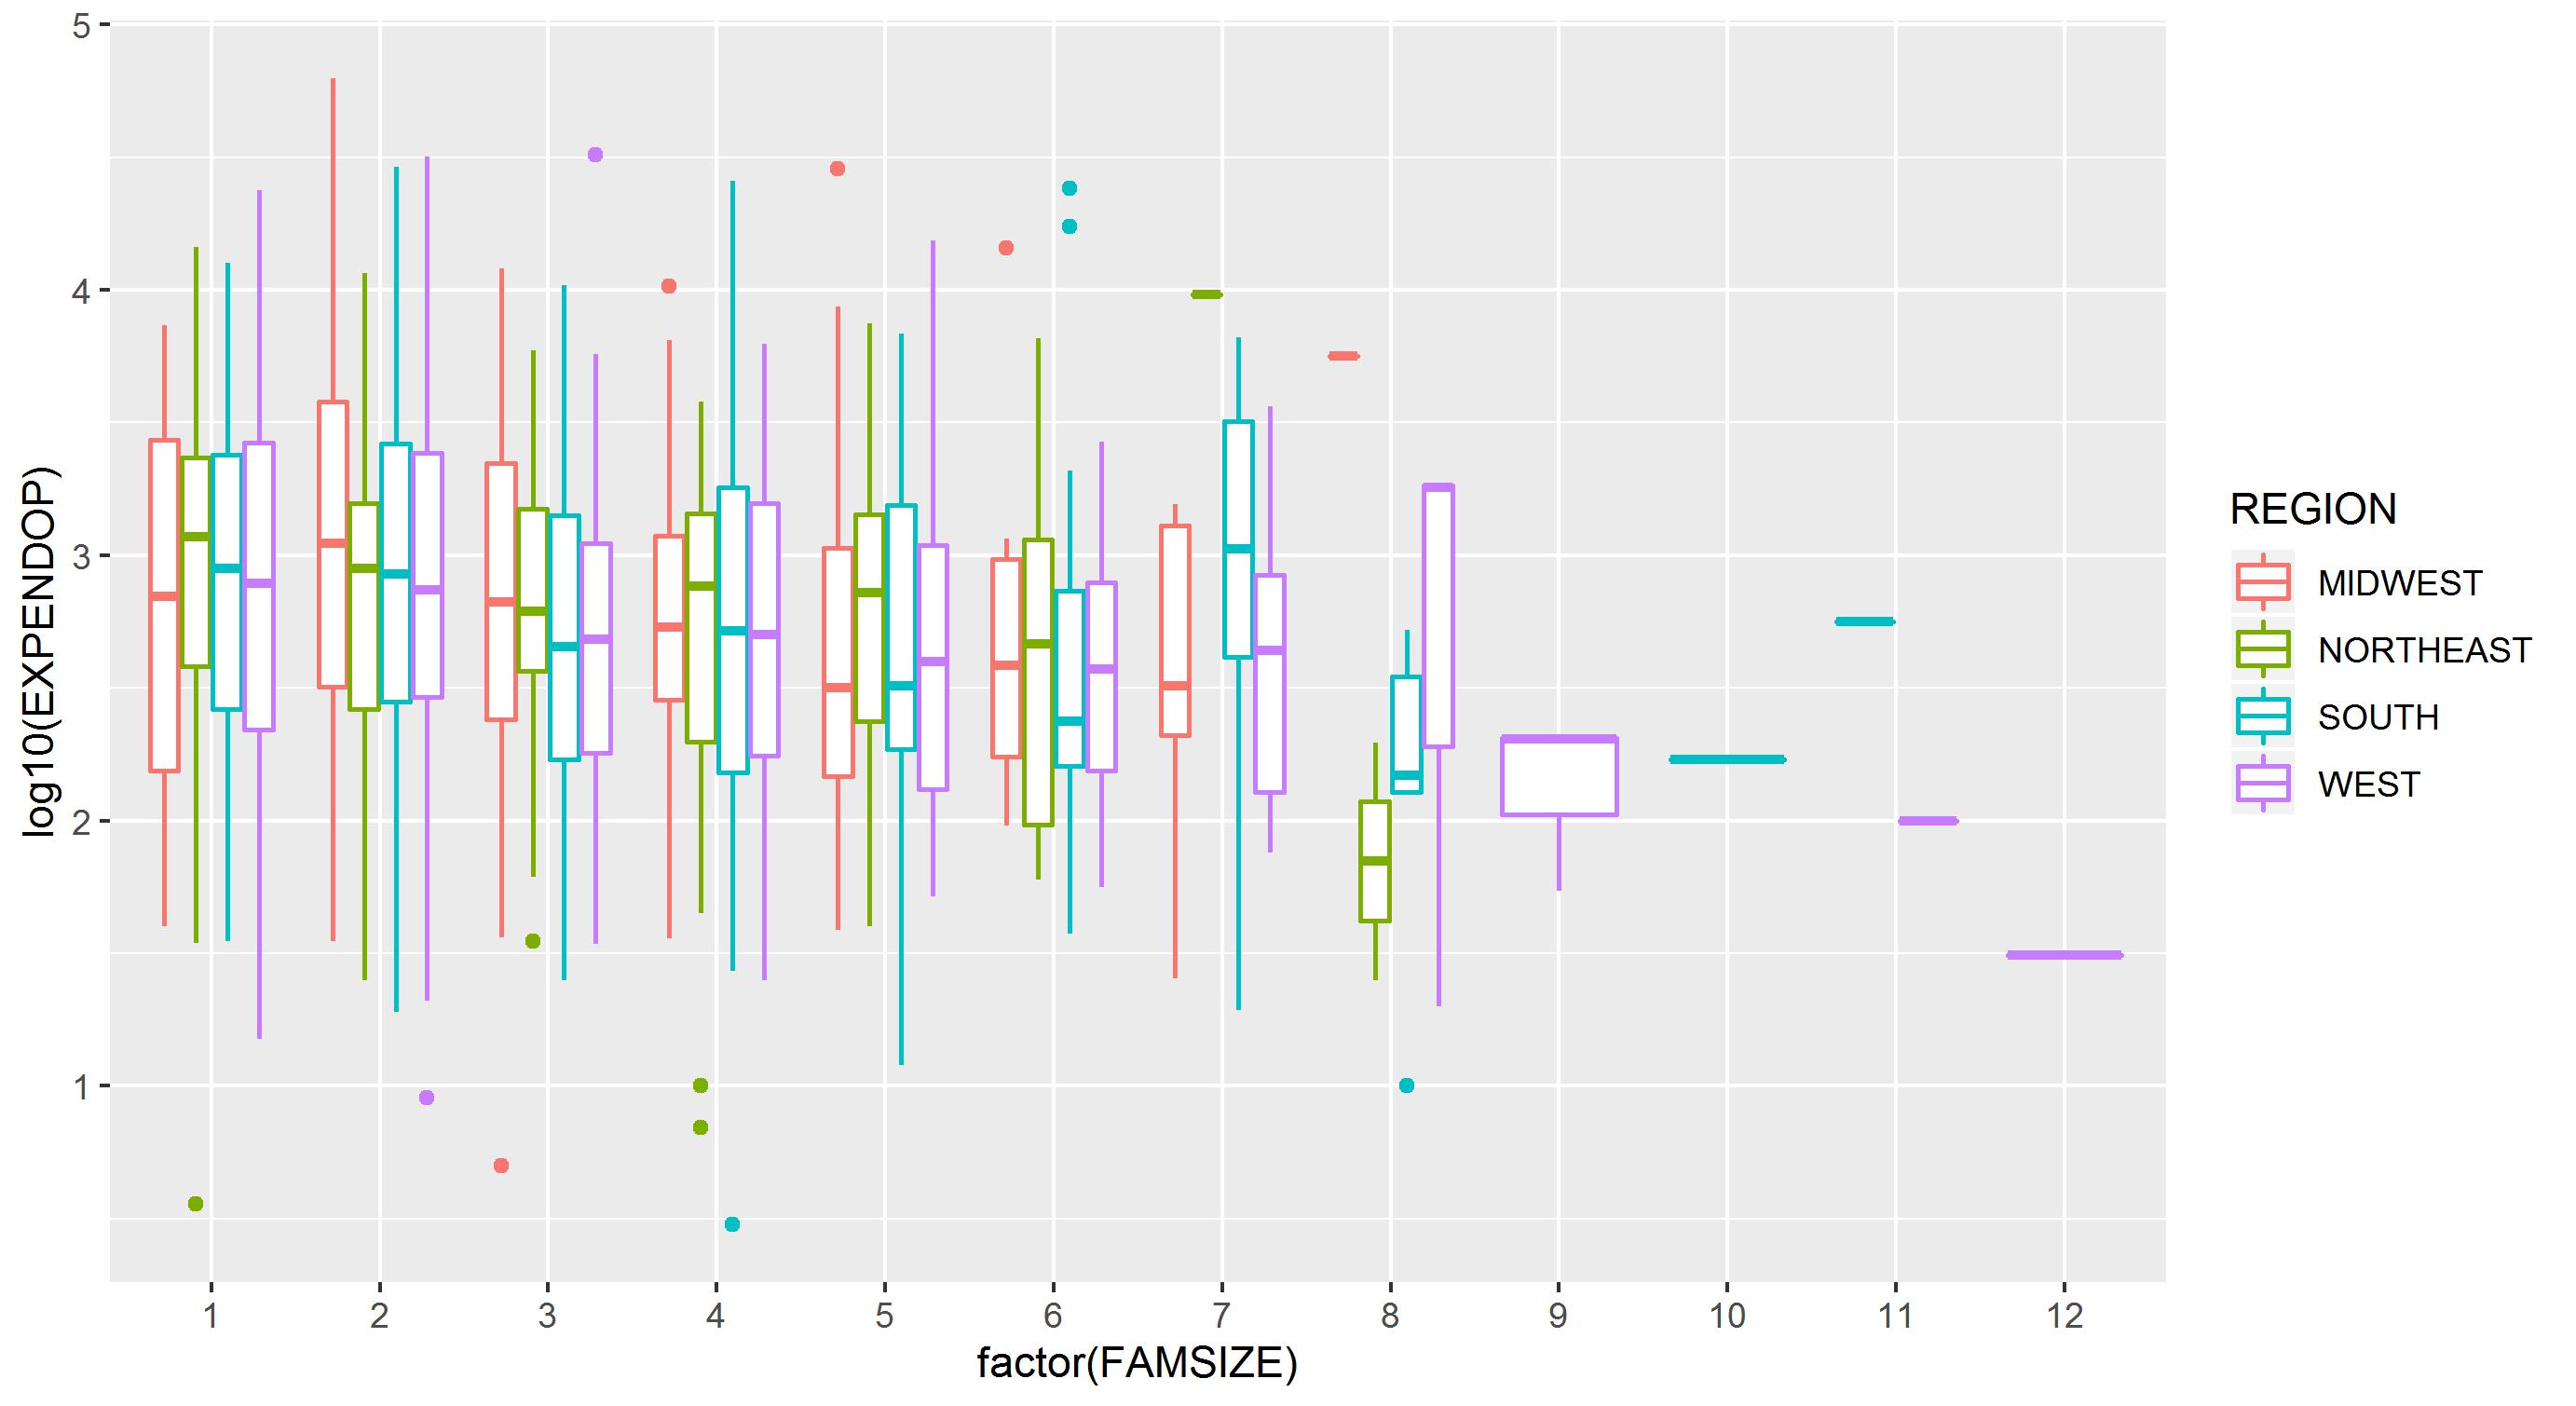 5
4
3
2
1
log10(EXPENDOP)
1 2 3 4 5 6 7 8 9 10 11 12
factor(FAMSIZE)
REGION
MIDWEST
NORTHEAST
SOUTH
WEST